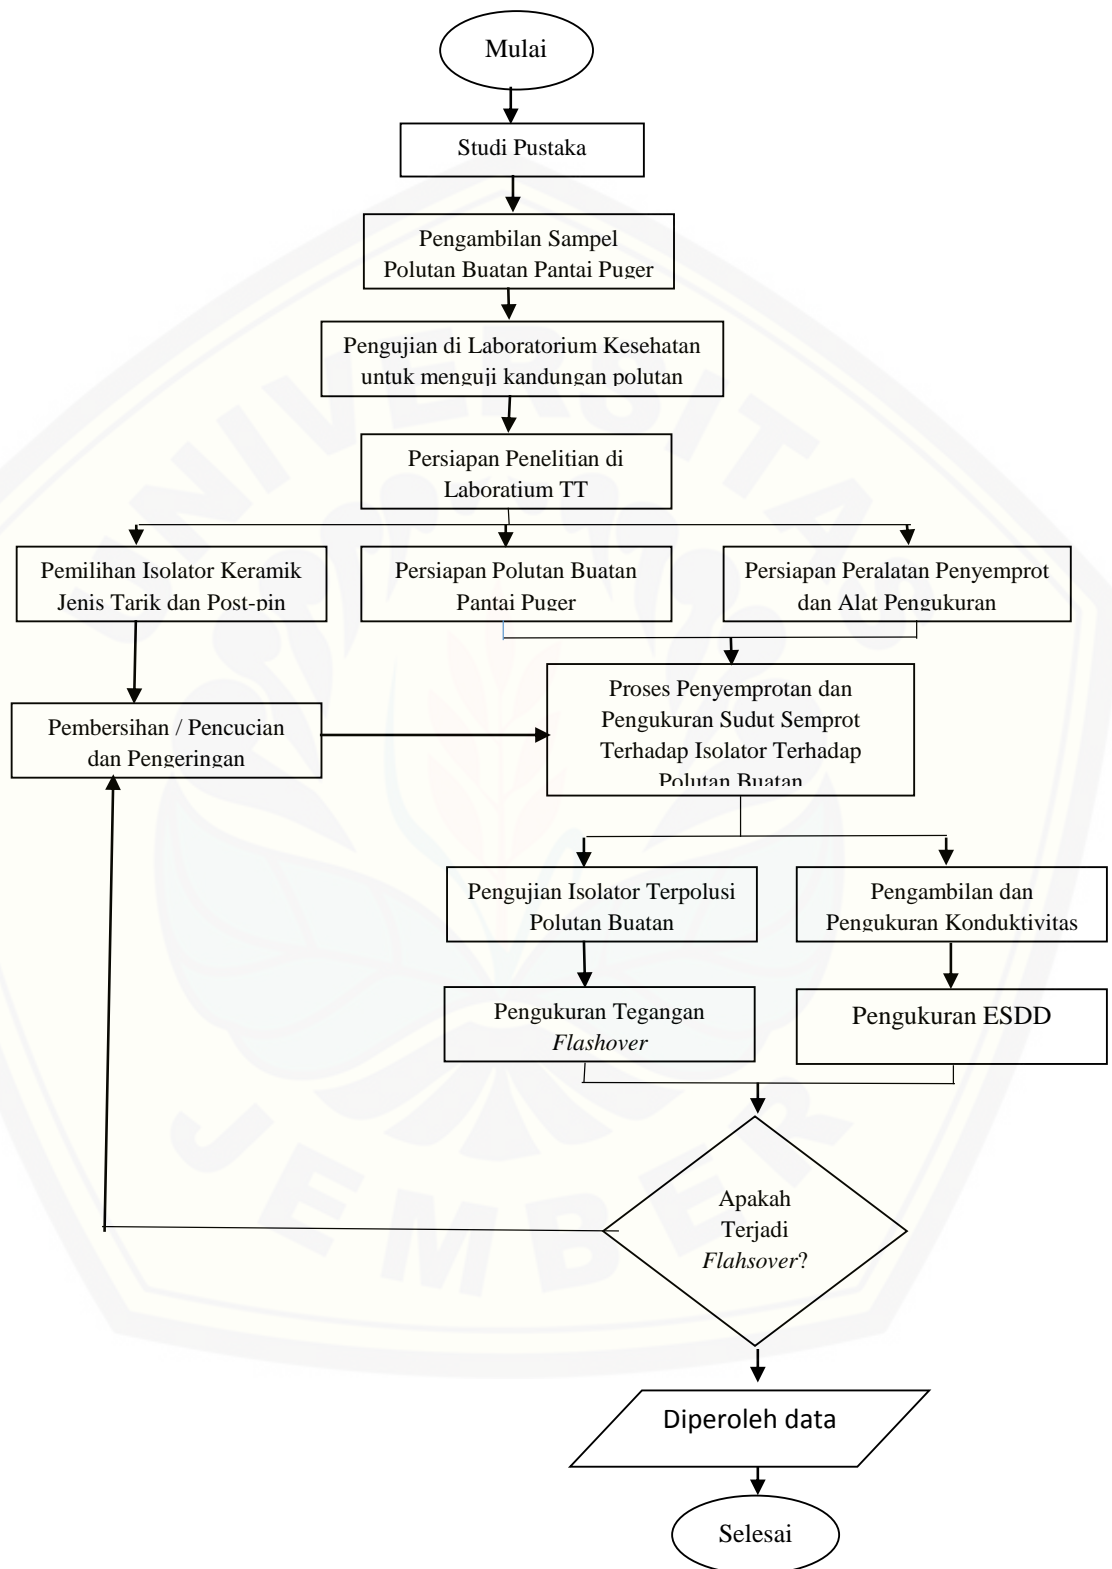 Mulai
Studi Pustaka
Pengambilan Sampel
Polutan Buatan Pantai Puger
Pengujian di Laboratorium Kesehatan
untuk menguji kandungan polutan
Persiapan Penelitian di
Laboratium TT
Pemilihan Isolator Keramik
Jenis Tarik dan Post-pin
Persiapan Polutan Buatan
Pantai Puger
Persiapan Peralatan Penyemprot
dan Alat Pengukuran
Pembersihan / Pencucian
dan Pengeringan
Proses Penyemprotan dan
Pengukuran Sudut Semprot
Terhadap Isolator Terhadap
Polutan Buatan
Pengujian Isolator Terpolusi
Polutan Buatan
Pengambilan dan
Pengukuran Konduktivitas
Pengukuran Tegangan
Flashover
Pengukuran ESDD
Apakah
Terjadi
Flahsover?
Diperoleh data
Selesai
UNIVERSITAS
JEMBER